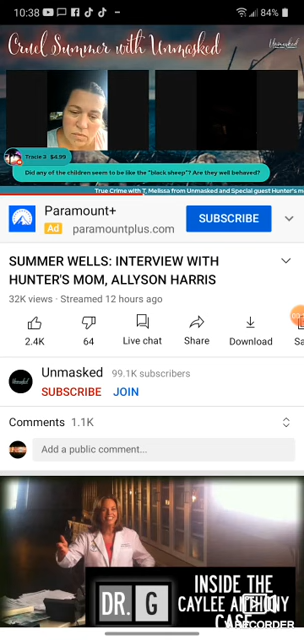 10:38
84%
Cruel Summer with Unmasked
Unmasked
Tracie J $4.99
Did any of the children seem to be like the "black sheep"? Are they well behaved?
True Crime with T, Melissa from Unmasked and Special guest Hunter's m
Paramount+
Ad paramountplus.com
SUBSCRIBE
SUMMER WELLS: INTERVIEW WITH
HUNTER'S MOM, ALLYSON HARRIS
32K views · Streamed 12 hours ago
2.4K
64
Live chat
Share
Download
Sa
Unmasked 99.1K subscribers
SUBSCRIBE JOIN
Comments 1.1K
Add a public comment...
DR. G
INSIDE THE
CAYLEE ANTHONY
CASE